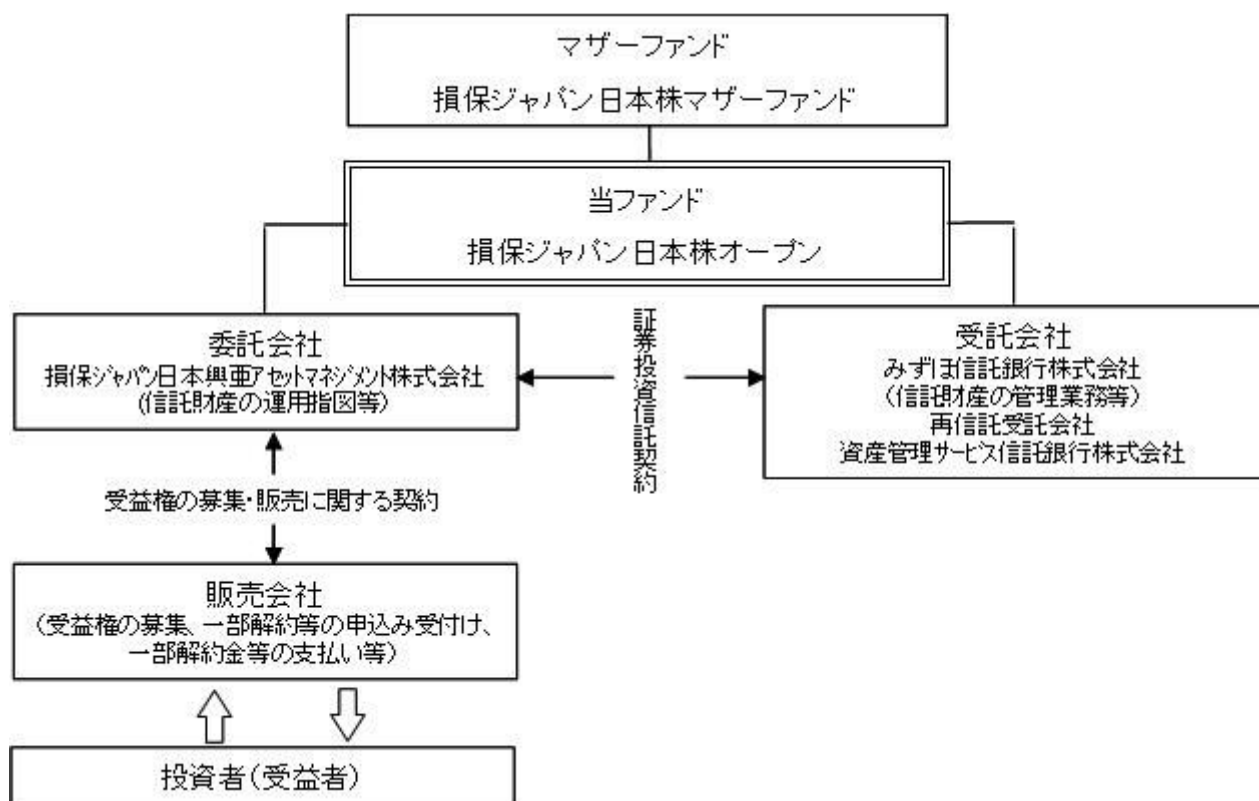 マザーファンド
損保ジャパン日本株マザーファンド
当ファンド
損保ジャパン日本株オープン
委託会社
損保ジャパン日本興亜アセットマネジメント株式会社
(信託財産の運用指図等)
証券投資信託契約
受託会社
みずほ信託銀行株式会社
(信託財産の管理業務等)
再信託受託会社
資産管理サービス信託銀行株式会社
受益権の募集・販売に関する契約
販売会社
(受益権の募集、一部解約等の申込み受付け、
一部解約金等の支払い等)
投資者(受益者)